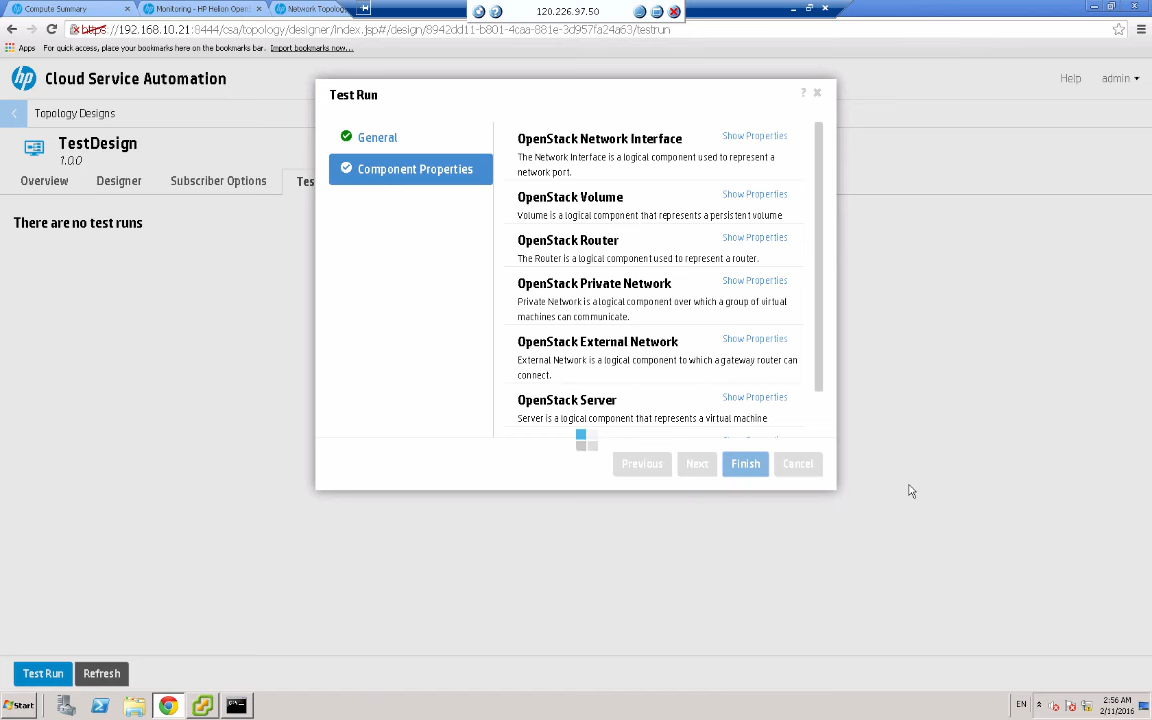 Compute Summary
Monitoring - HP Helion Open
Network Topolog
120.226.97.50
https://192.168.10.21:8444/csa/topology/designer/index.jsp#/design/8942dd11-b801-4caa-881e-3d957fa24a63/testrun
Apps For quick access, place your bookmarks here on the bookmarks bar. Import bookmarks now...
hp Cloud Service Automation
Help admin
Topology Designs
TestDesign
1.0.0
Overview Designer Subscriber Options Tes
There are no test runs
Test Run
?
General
Component Properties
OpenStack Network Interface Show Properties
The Network Interface is a logical component used to represent a
network port.
OpenStack Volume Show Properties
Volume is a logical component that represents a persistent volume
OpenStack Router Show Properties
The Router is a logical component used to represent a router.
OpenStack Private Network Show Properties
Private Network is a logical component over which a group of virtual
machines can communicate.
OpenStack External Network Show Properties
External Network is a logical component to which a gateway router can
connect.
OpenStack Server Show Properties
Server is a logical component that represents a virtual machine
Previous Next Finish Cancel
Test Run Refresh
Start
EN
2:56 AM
2/11/2016